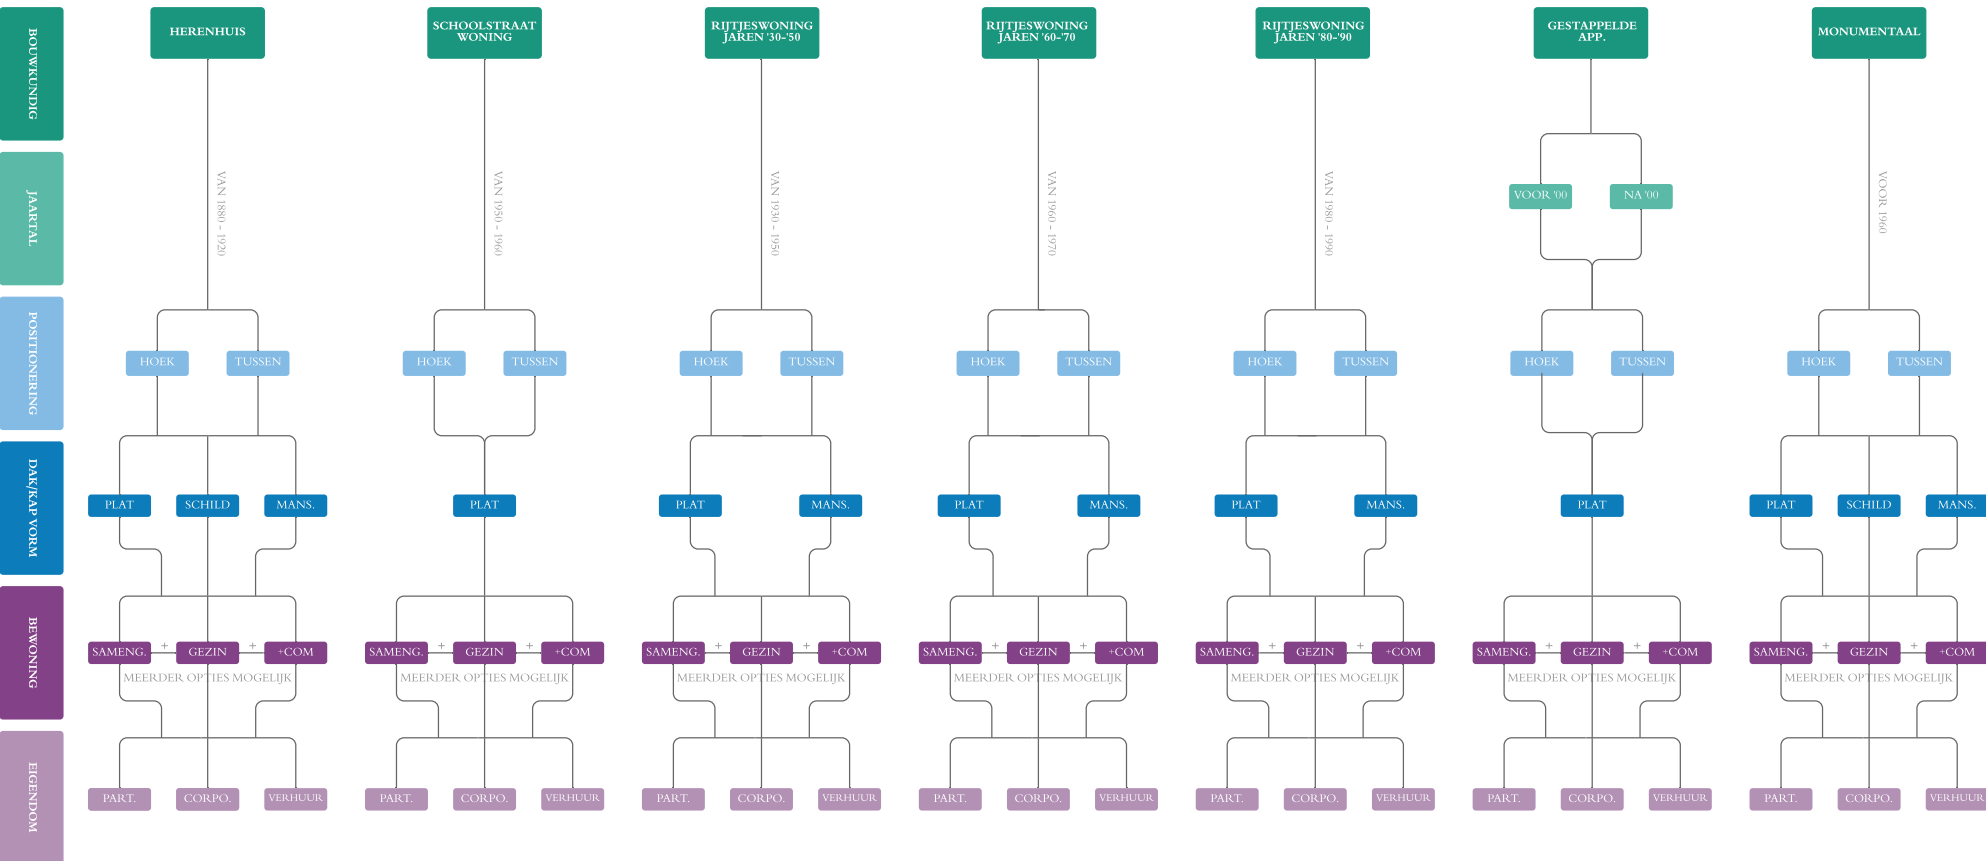 BOUWKUNDIG
HERENHUIS
SCHOOLSTRAAT
WONING
RIJTJESWONING
JAREN '30-'50
RIJTJESWONING
JAREN '60-'70
RIJTJESWONING
JAREN '80-'90
GESTAPPELDE
APP.
MONUMENTAAL
JAARTAL
VAN 1880 - 1920
VAN 1950 - 1960
VAN 1930 - 1950
VAN 1960 - 1970
VAN 1980 - 1990
VOOR '00
NA '00
VOOR 1960
POSITIONERING
HOEK
TUSSEN
HOEK
TUSSEN
HOEK
TUSSEN
HOEK
TUSSEN
HOEK
TUSSEN
HOEK
TUSSEN
HOEK
TUSSEN
DAK/KAP VORM
PLAT
SCHILD
MANS.
PLAT
PLAT
MANS.
PLAT
MANS.
PLAT
MANS.
PLAT
PLAT
SCHILD
MANS.
BEWONING
SAMENG. + GEZIN + +COM
MEERDER OPTIES MOGELIJK
SAMENG. + GEZIN + +COM
MEERDER OPTIES MOGELIJK
SAMENG. + GEZIN + +COM
MEERDER OPTIES MOGELIJK
SAMENG. + GEZIN + +COM
MEERDER OPTIES MOGELIJK
SAMENG. + GEZIN + +COM
MEERDER OPTIES MOGELIJK
SAMENG. + GEZIN + +COM
MEERDER OPTIES MOGELIJK
SAMENG. + GEZIN + +COM
MEERDER OPTIES MOGELIJK
EIGENDOM
PART.
CORPO.
VERHUUR
PART.
CORPO.
VERHUUR
PART.
CORPO.
VERHUUR
PART.
CORPO.
VERHUUR
PART.
CORPO.
VERHUUR
PART.
CORPO.
VERHUUR
PART.
CORPO.
VERHUUR